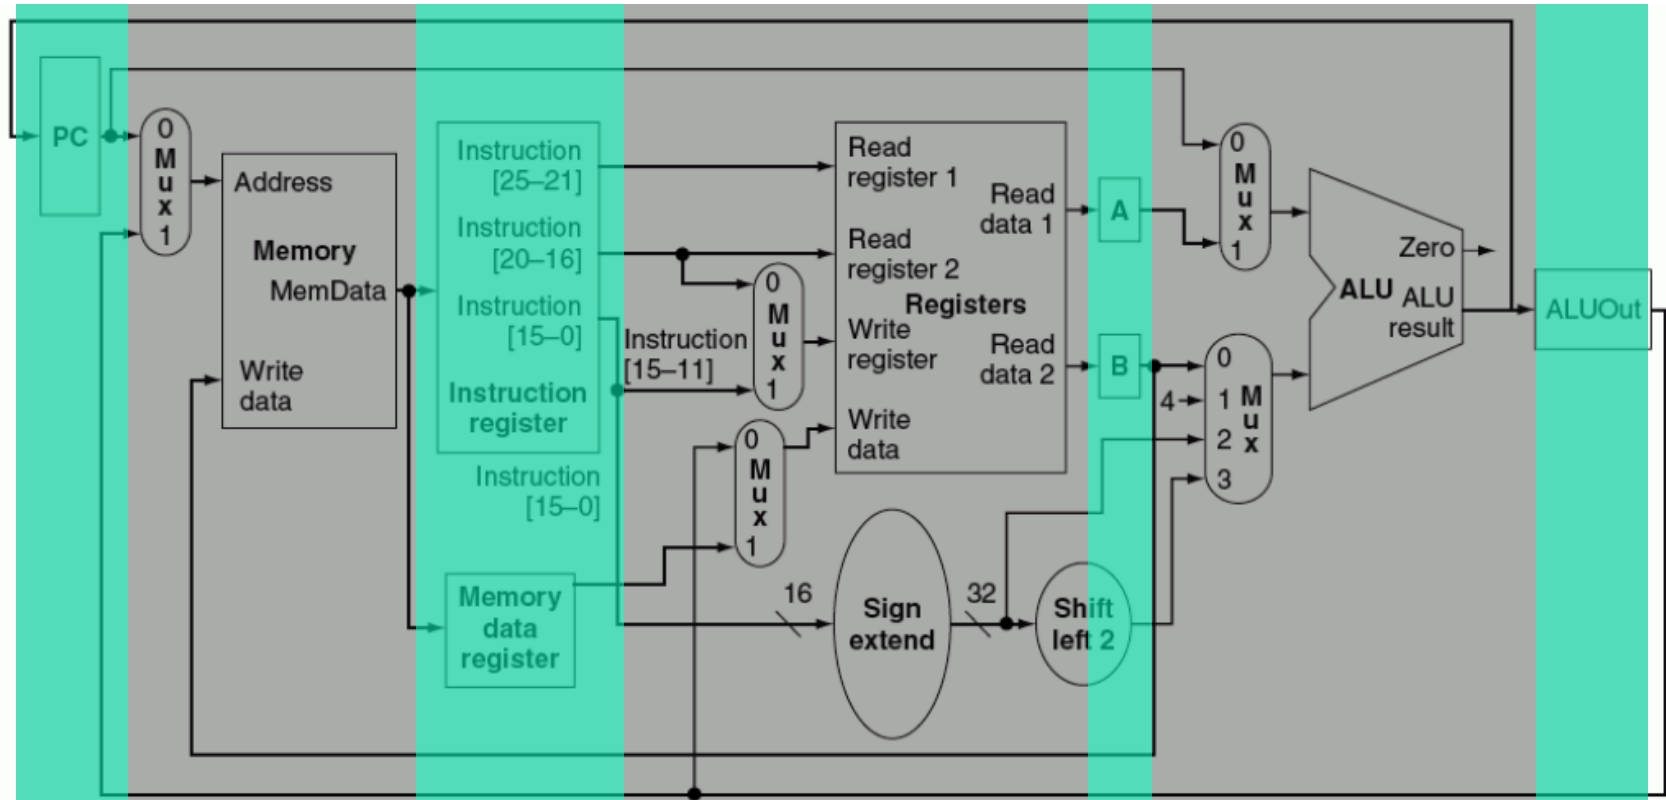 PC
0
M
u
x
1
Address
Memory
MemData
Write
data
Instruction
[25–21]
Instruction
[20–16]
Instruction
[15–0]
Instruction
register
Instruction
[15–0]
Memory
data
register
Instruction
[15–11]
0
M
u
x
1
0
M
u
x
1
Read
register 1
Read
data 1
Read
register 2
Registers
Write
register
Read
data 2
Write
data
16
Sign
extend
32
Shift
left 2
A
B
4
0
M
u
x
1
0
1
M
u
x
2
3
Zero
ALU
ALU
result
ALUOut